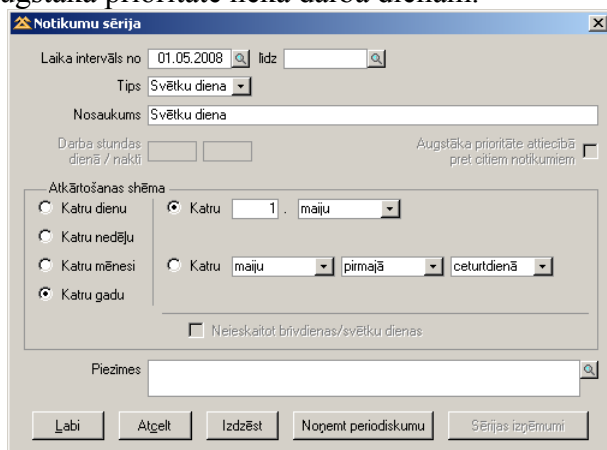 augstāka prioritāte nekā darba dienām.
Notikumu sērija
Laika intervāls no 01.05.2008 līdz
Tips Svētku diena
Nosaukums Svētku diena
Darba stundas dienā / naktī
Augstāka prioritāte attiecībā pret citiem notikumiem
Atkārtošanas shēma
Katru dienu
Katru 1 . maiju
Katru nedēļu
Katru mēnesi
Katru maiju pirmajā ceturtdienā
Katru gadu
Neieskaitot brīvdienas/svētku dienas
Piezīmes
Labi Atcelt Izdzēst Noņemt periodiskumu Sērijas izņēmumi